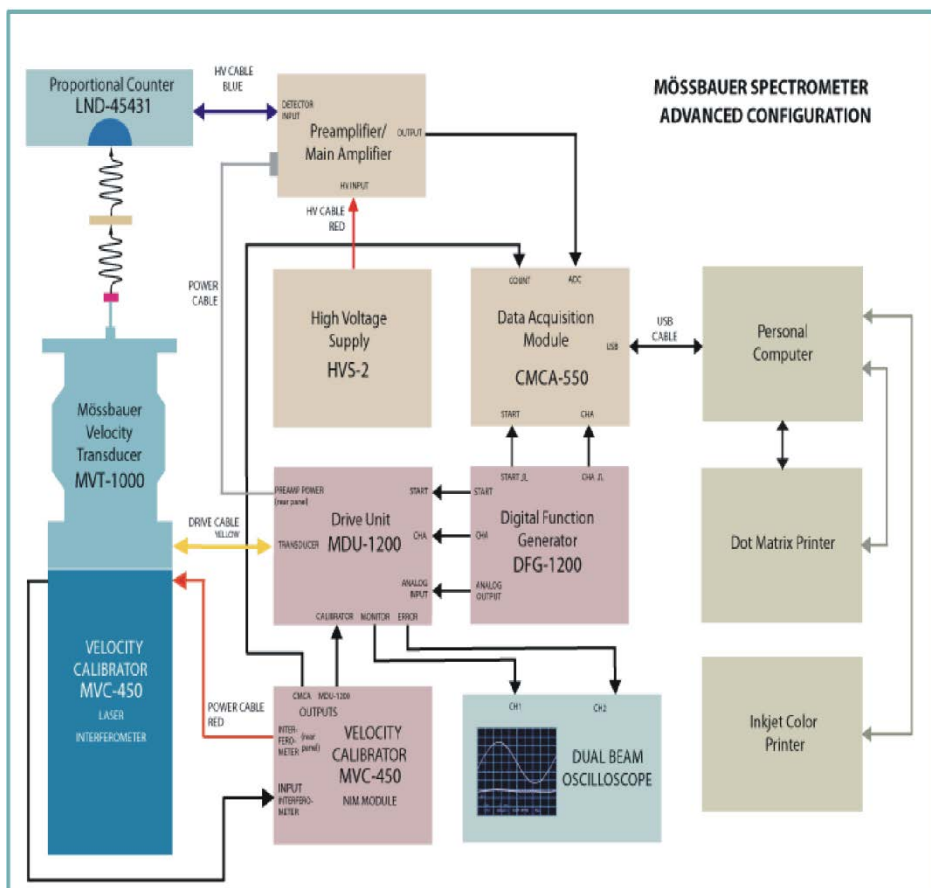 MÖSSBAUER SPECTROMETER
ADVANCED CONFIGURATION
Proportional Counter
LND-45431
HV CABLE
BLUE
DETECTOR
INPUT
Preamplifier/
Main Amplifier
OUTPUT
HV INPUT
HV CABLE
RED
POWER
CABLE
High Voltage
Supply
HVS-2
COUNT
ADC
Data Acquisition
Module
CMCA-550
USB
START
CHA
USB
CABLE
Personal
Computer
Mössbauer
Velocity
Transducer
MVT-1000
DRIVE CABLE
YELLOW
PREAMP POWER
(rear panel)
START
Drive Unit
MDU-1200
TRANSDUCER
CHA
ANALOG
INPUT
CALIBRATOR
MONITOR
ERROR
START JL
CHA JL
START
Digital Function
Generator
DFG-1200
CHA
ANALOG
OUTPUT
Dot Matrix Printer
VELOCITY
CALIBRATOR
MVC-450
LASER
INTERFEROMETER
POWER CABLE
RED
CMCA
MDU-1200
OUTPUTS
INTER-
FERO-
METER
(rear
panel)
VELOCITY
CALIBRATOR
MVC-450
NIM MODULE
INPUT
INTERFERO-
METER
CH1
CH2
DUAL BEAM
OSCILLOSCOPE
Inkjet Color
Printer